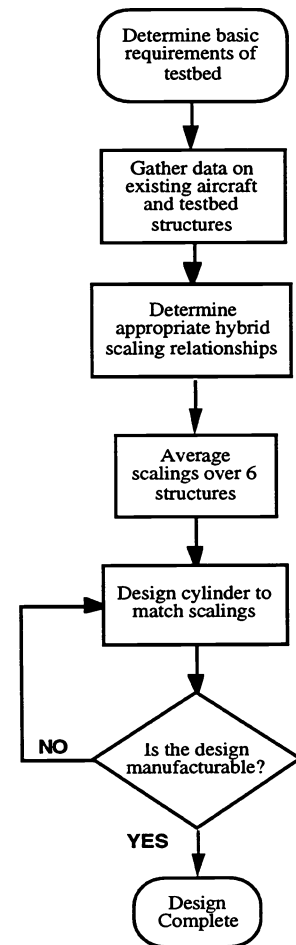 Determine basic
requirements of
testbed
Gather data on
existing aircraft
and testbed
structures
Determine
appropriate hybrid
scaling relationships
Average
scalings over 6
structures
Design cylinder to
match scalings
Is the design
manufacturable?
NO
YES
Design
Complete